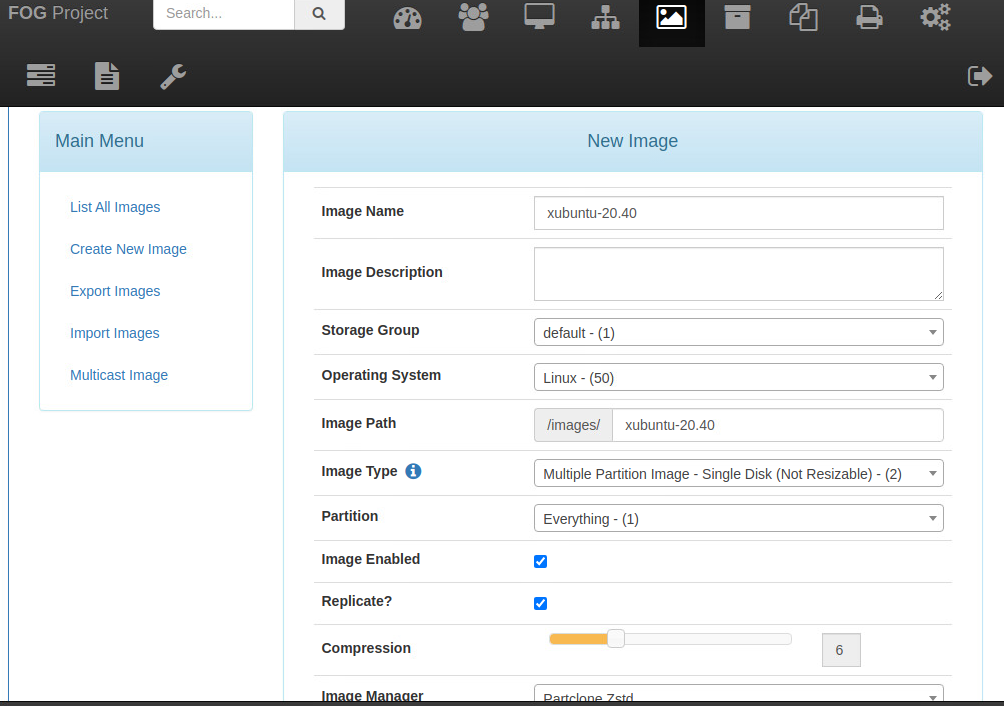 FOG Project
Search...
Main Menu
List All Images
Create New Image
Export Images
Import Images
Multicast Image
New Image
Image Name
xubuntu-20.40
Image Description
Storage Group
default - (1)
Operating System
Linux - (50)
Image Path
/images/ xubuntu-20.40
Image Type
Multiple Partition Image - Single Disk (Not Resizable) - (2)
Partition
Everything - (1)
Image Enabled
Replicate?
Compression
6
Image Manager
Partclone Zstd